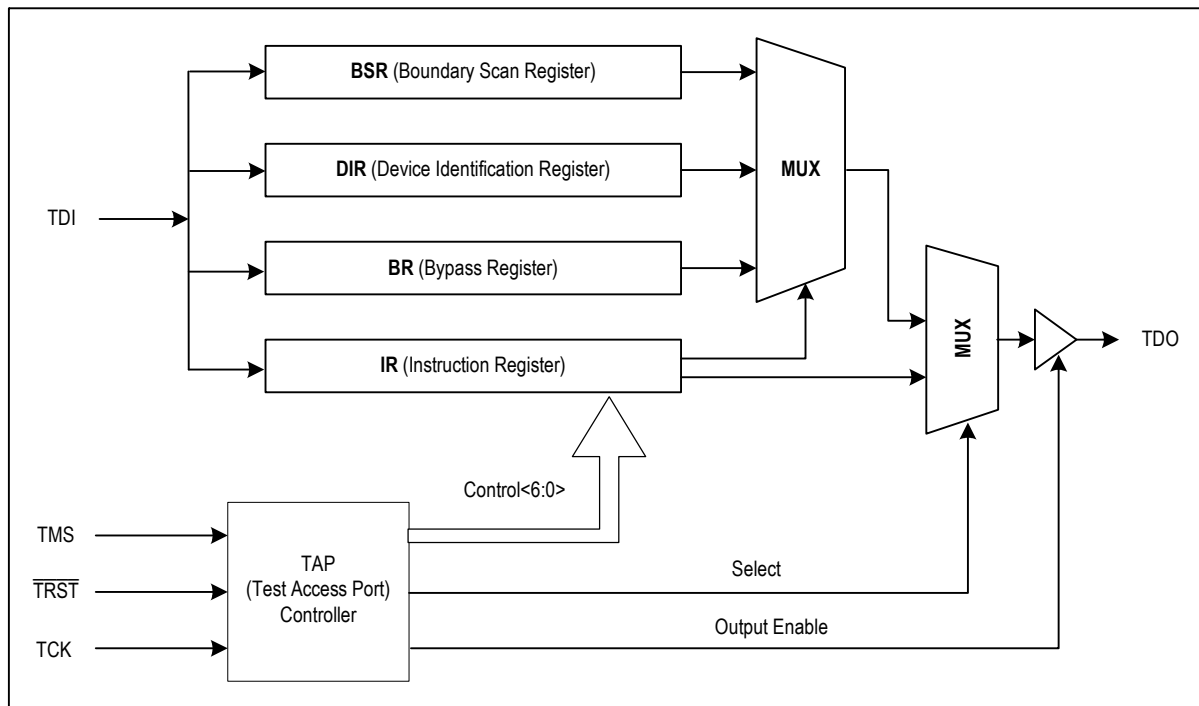 BSR (Boundary Scan Register)
DIR (Device Identification Register)
MUX
TDI
BR (Bypass Register)
MUX
TDO
IR (Instruction Register)
Control<6:0>
TMS
TAP
(Test Access Port)
Controller
TRST
Select
TCK
Output Enable